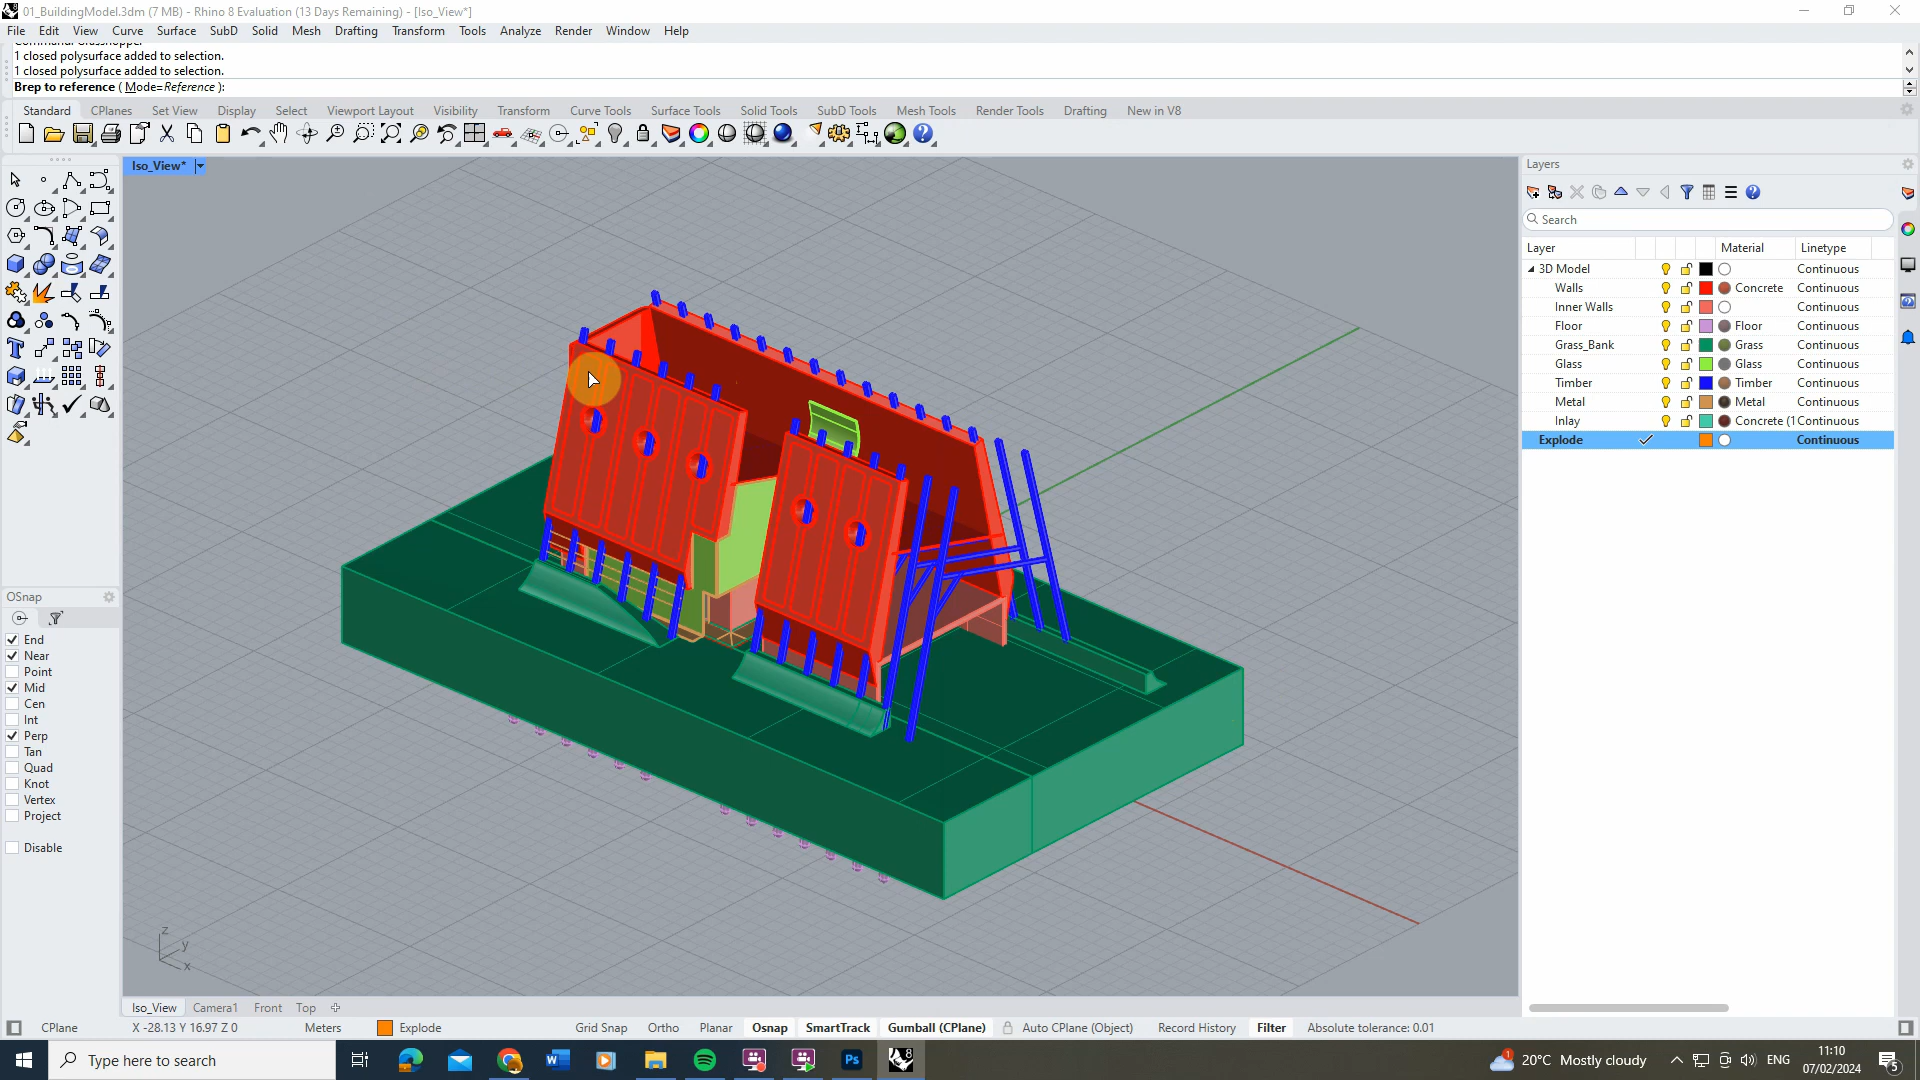 01_BuildingModel.3dm (7 MB) - Rhino 8 Evaluation (13 Days Remaining) - [Iso_View*]
File Edit View Curve Surface SubD Solid Mesh Drafting Transform Tools Analyze Render Window Help
1 closed polysurface added to selection.
1 closed polysurface added to selection.
Brep to reference ( Mode=Reference ):
Standard CPlanes Set View Display Select Viewport Layout Visibility Transform Curve Tools Surface Tools Solid Tools SubD Tools Mesh Tools Render Tools Drafting New in V8
Iso_View*
Layers
Search
Layer Material Linetype
3D Model Continuous
Walls Concrete Continuous
Inner Walls Continuous
Floor Floor Continuous
Grass_Bank Grass Continuous
Glass Glass Continuous
Timber Timber Continuous
Metal Metal Continuous
Inlay Concrete (1 Continuous
Explode Continuous
OSnap
End
Near
Point
Mid
Cen
Int
Perp
Tan
Quad
Knot
Vertex
Project
Disable
z
y
x
Iso_View Camera1 Front Top
CPlane X -28.13 Y 16.97 Z 0 Meters Explode Grid Snap Ortho Planar Osnap SmartTrack Gumball (CPlane) Auto CPlane (Object) Record History Filter Absolute tolerance: 0.01
Type here to search
Ps
8
1
20°C Mostly cloudy
ENG
11:10
07/02/2024
5